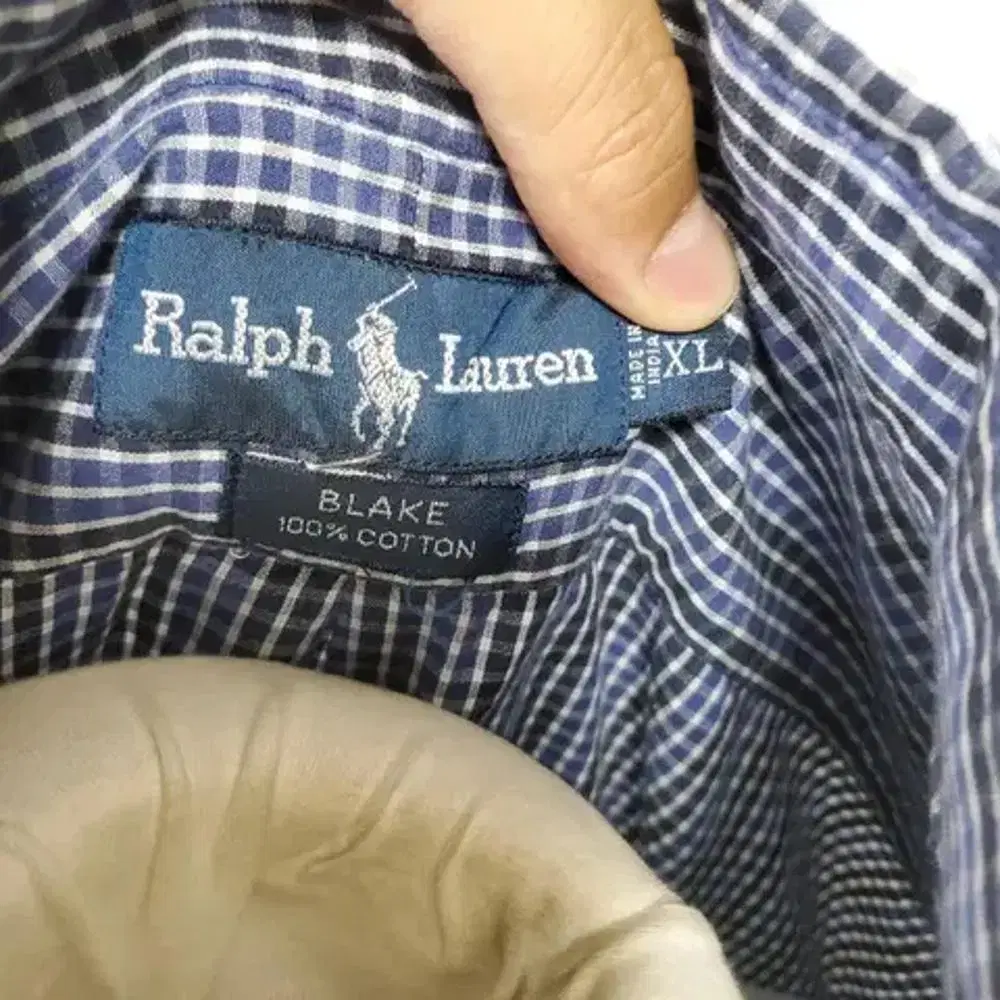 Ralph Lauren
MADE IN
INDIA
XL
BLAKE
100% COTTON